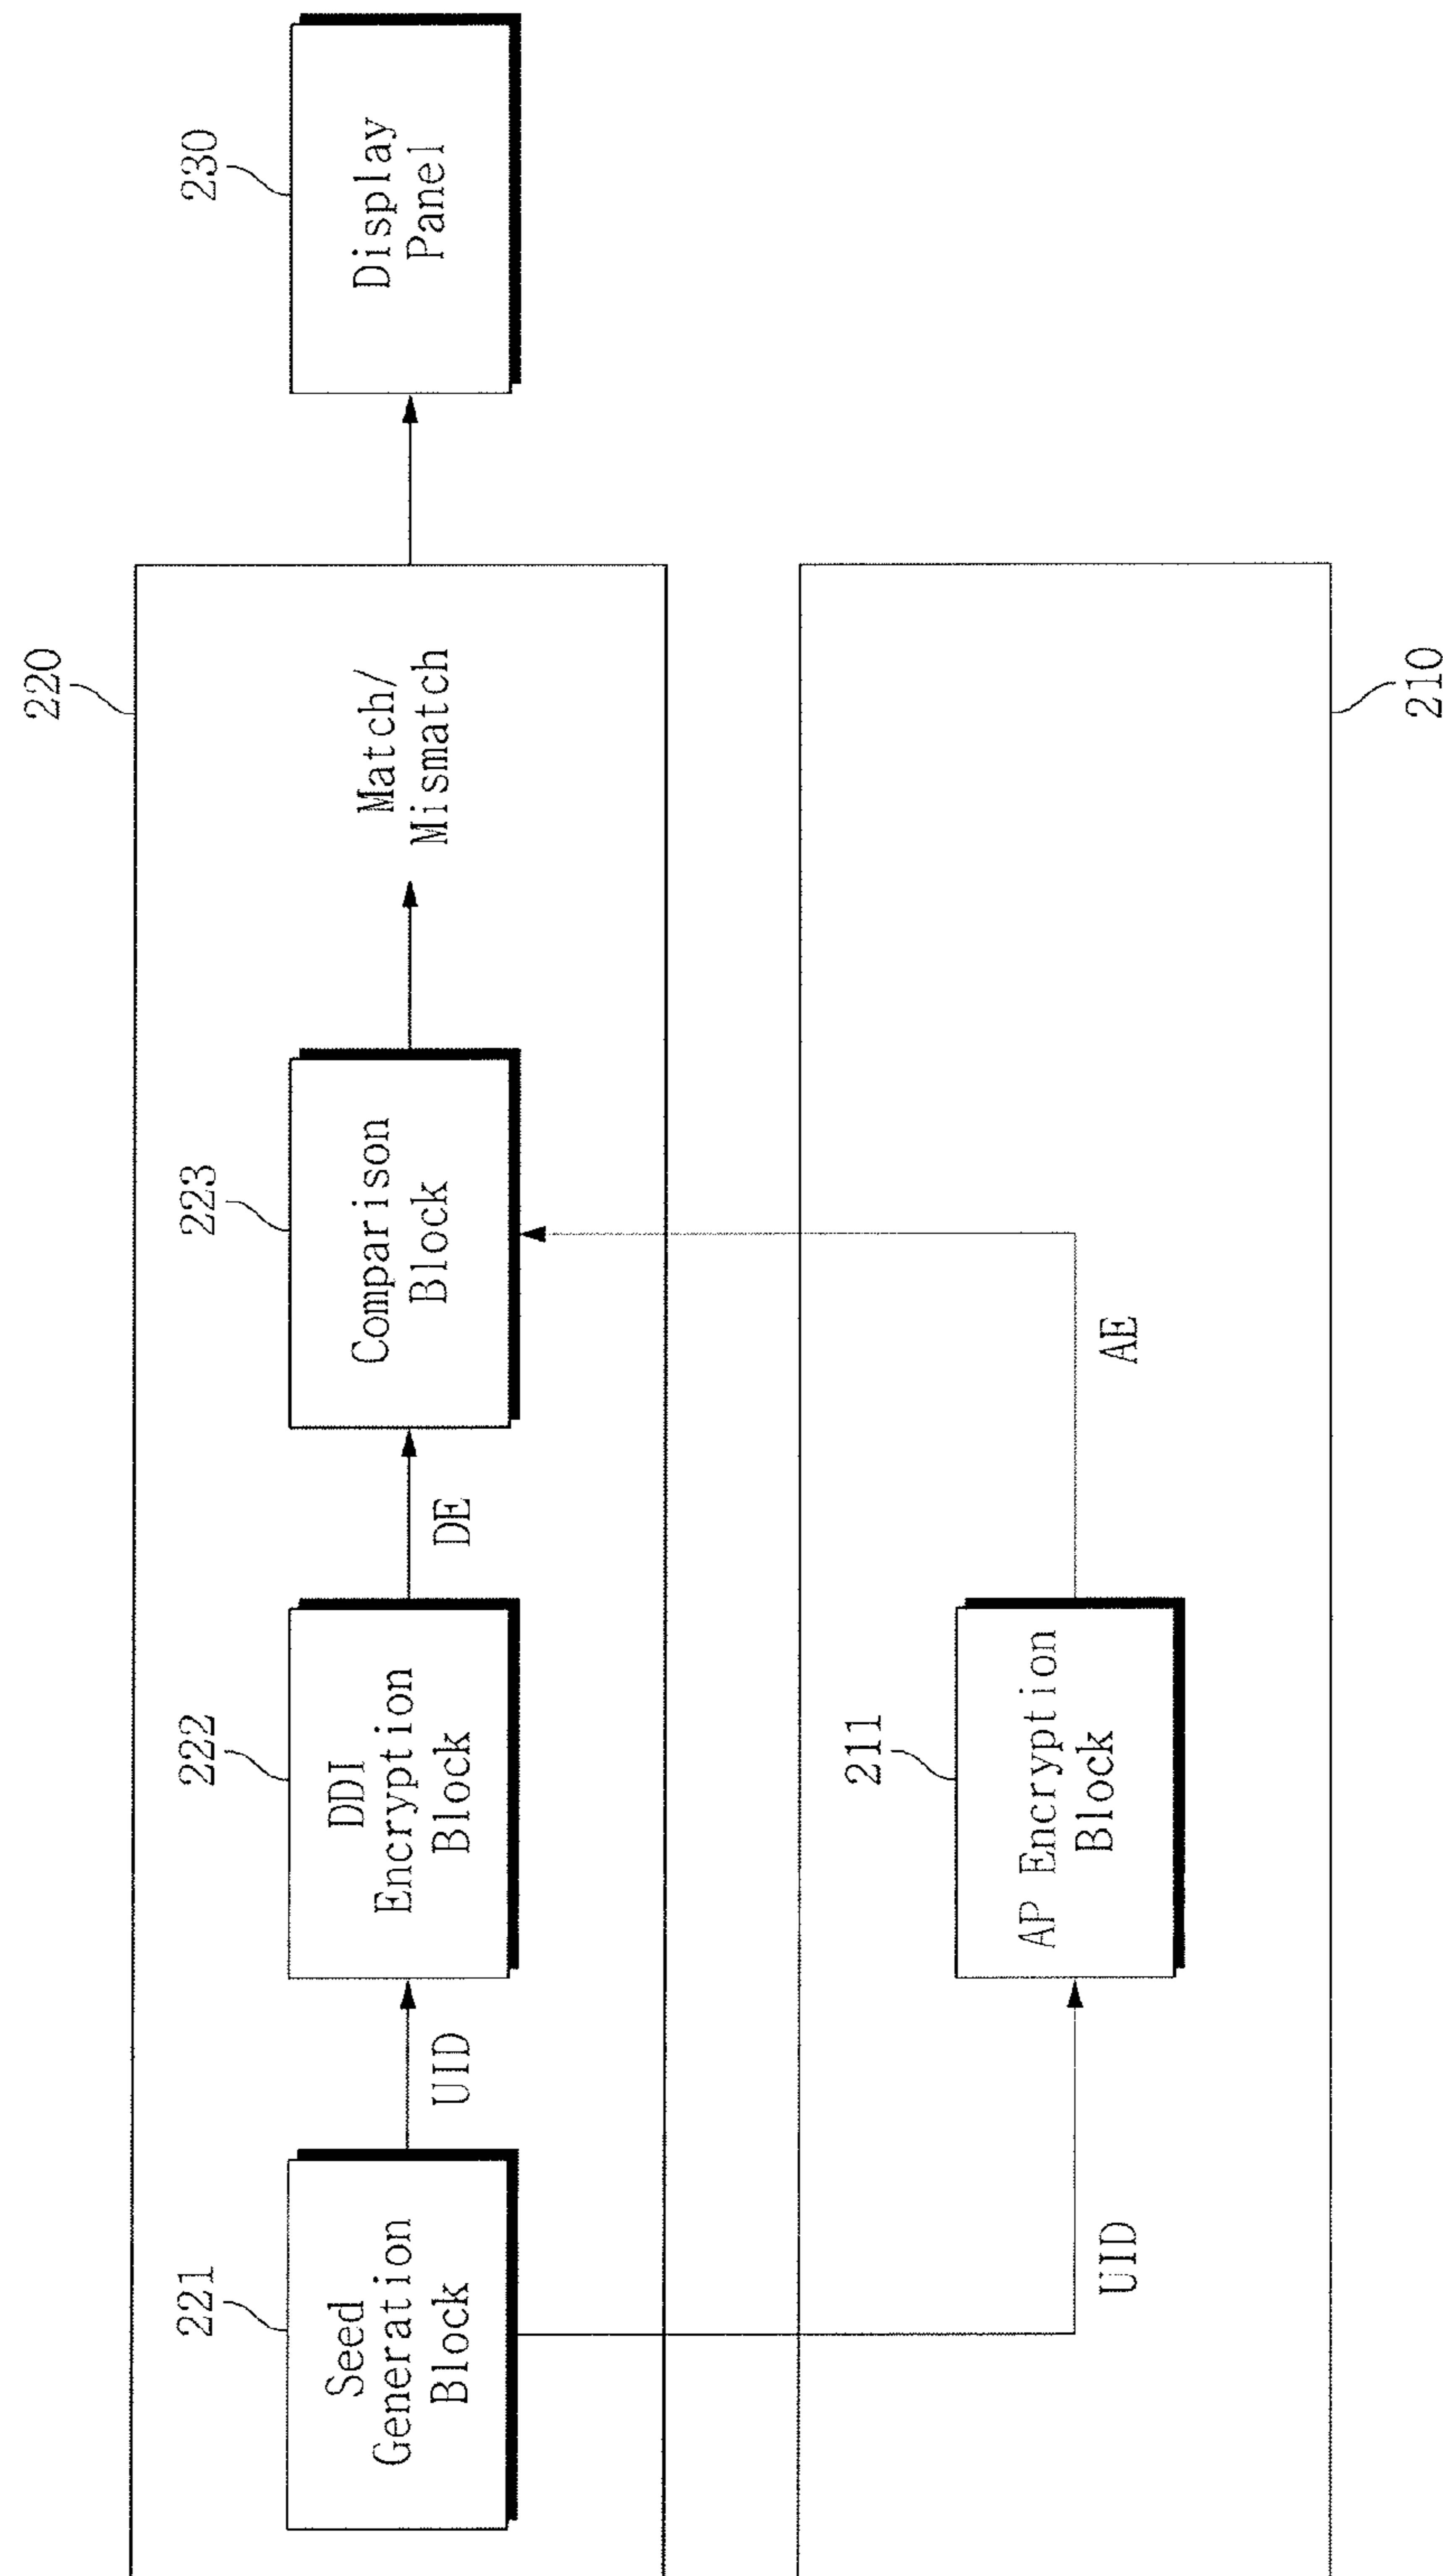 220
221
Seed
Generation
Block
UID
222
DDI
Encryption
Block
DE
223
Comparison
Block
Match/
Mismatch
230
Display
Panel
UID
211
AP Encryption
Block
AE
210